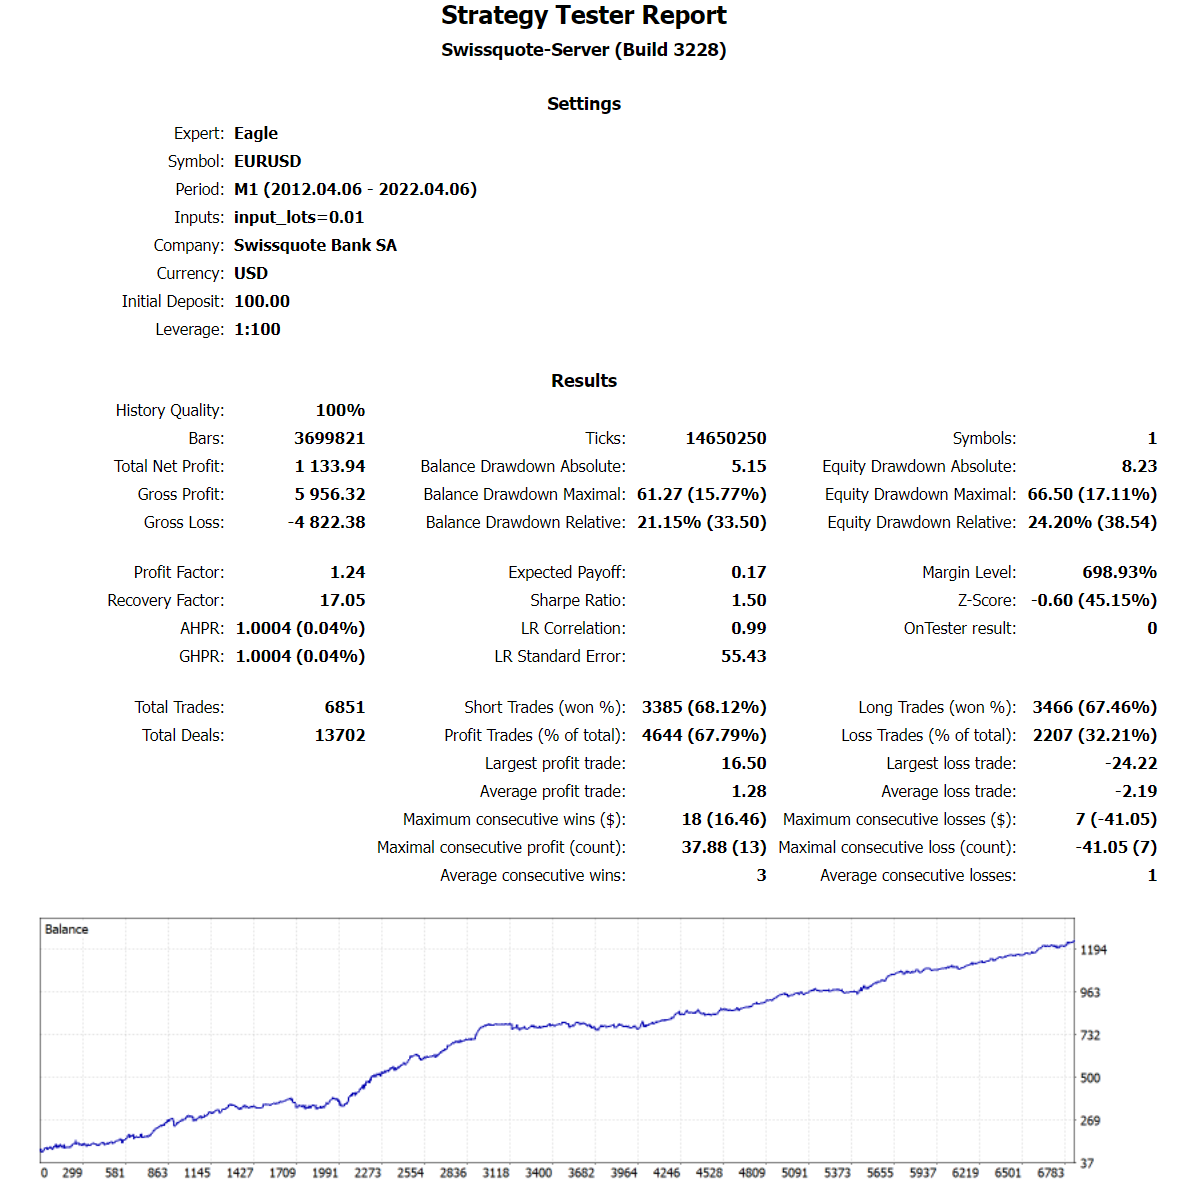 Strategy Tester Report
Swissquote-Server (Build 3228)
Settings
Expert: Eagle
Symbol: EURUSD
Period: M1 (2012.04.06 - 2022.04.06)
Inputs: input_lots=0.01
Company: Swissquote Bank SA
Currency: USD
Initial Deposit: 100.00
Leverage: 1:100
Results
History Quality: 100%
Bars: 3699821 Ticks: 14650250 Symbols: 1
Total Net Profit: 1 133.94 Balance Drawdown Absolute: 5.15 Equity Drawdown Absolute: 8.23
Gross Profit: 5 956.32 Balance Drawdown Maximal: 61.27 (15.77%) Equity Drawdown Maximal: 66.50 (17.11%)
Gross Loss: -4 822.38 Balance Drawdown Relative: 21.15% (33.50) Equity Drawdown Relative: 24.20% (38.54)
Profit Factor: 1.24 Expected Payoff: 0.17 Margin Level: 698.93%
Recovery Factor: 17.05 Sharpe Ratio: 1.50 Z-Score: -0.60 (45.15%)
AHPR: 1.0004 (0.04%) LR Correlation: 0.99 OnTester result: 0
GHPR: 1.0004 (0.04%) LR Standard Error: 55.43
Total Trades: 6851 Short Trades (won %): 3385 (68.12%) Long Trades (won %): 3466 (67.46%)
Total Deals: 13702 Profit Trades (% of total): 4644 (67.79%) Loss Trades (% of total): 2207 (32.21%)
Largest profit trade: 16.50 Largest loss trade: -24.22
Average profit trade: 1.28 Average loss trade: -2.19
Maximum consecutive wins ($): 18 (16.46) Maximum consecutive losses ($): 7 (-41.05)
Maximal consecutive profit (count): 37.88 (13) Maximal consecutive loss (count): -41.05 (7)
Average consecutive wins: 3 Average consecutive losses: 1
Balance
1194
963
732
500
269
37
0 299 581 863 1145 1427 1709 1991 2273 2554 2836 3118 3400 3682 3964 4246 4528 4809 5091 5373 5655 5937 6219 6501 6783